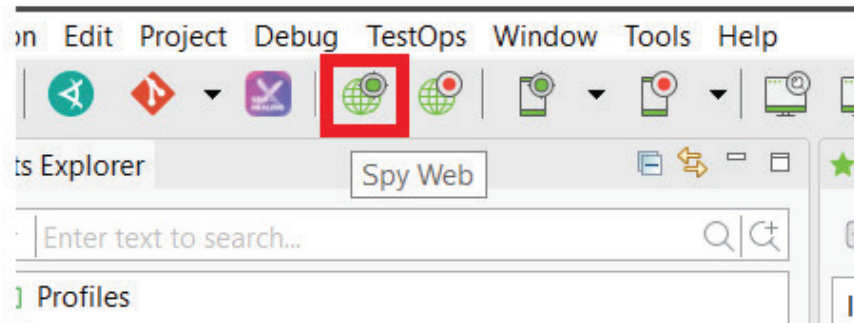 on Edit Project Debug TestOps Window Tools Help
ts Explorer
Spy Web
Enter text to search...
Profiles